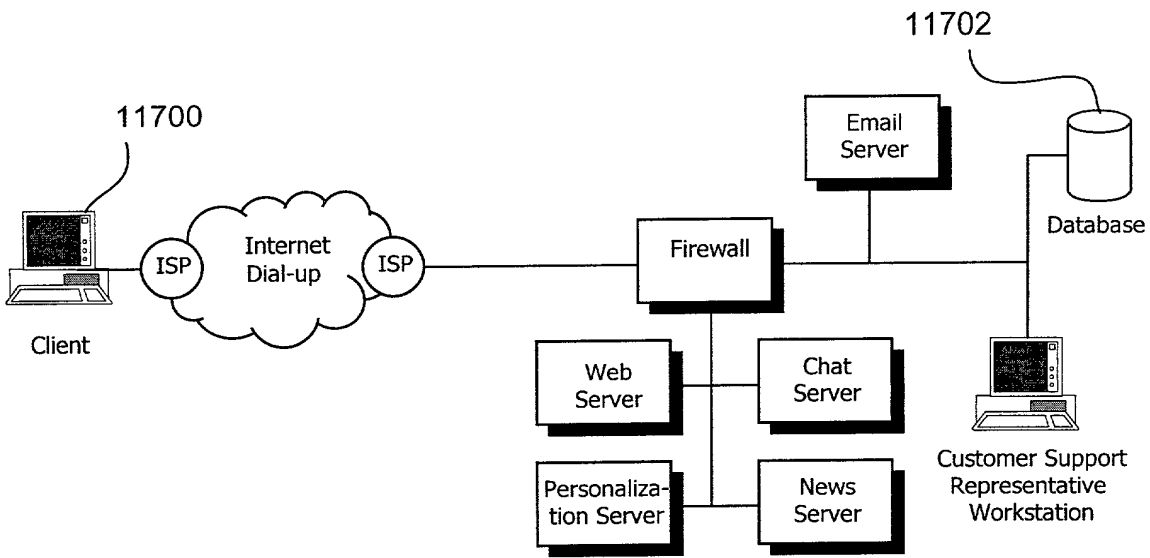 11702
11700
Email
Server
Database
Internet
Dial-up
ISP
ISP
Firewall
Client
Web
Server
Chat
Server
Personaliza-
tion Server
News
Server
Customer Support
Representative
Workstation